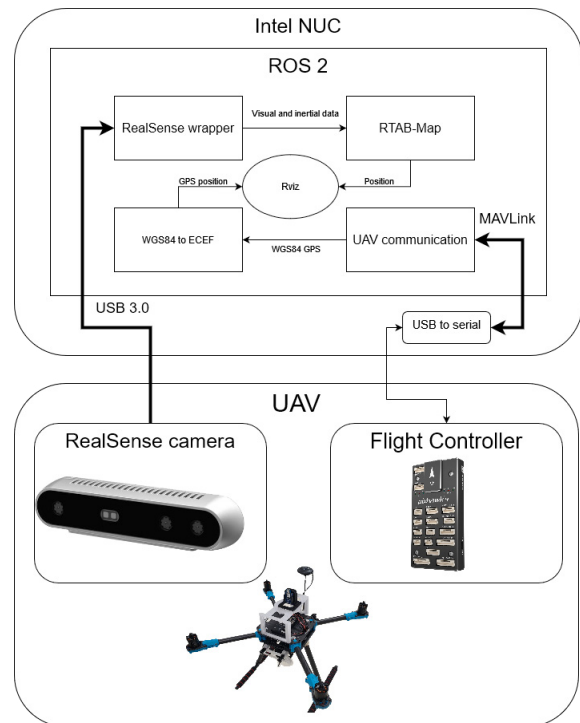 Intel NUC
ROS 2
RealSense wrapper
Visual and inertial data
RTAB-Map
GPS position
Rviz
Position
WGS84 to ECEF
WGS84 GPS
UAV communication
MAVLink
USB 3.0
USB to serial
UAV
RealSense camera
Flight Controller